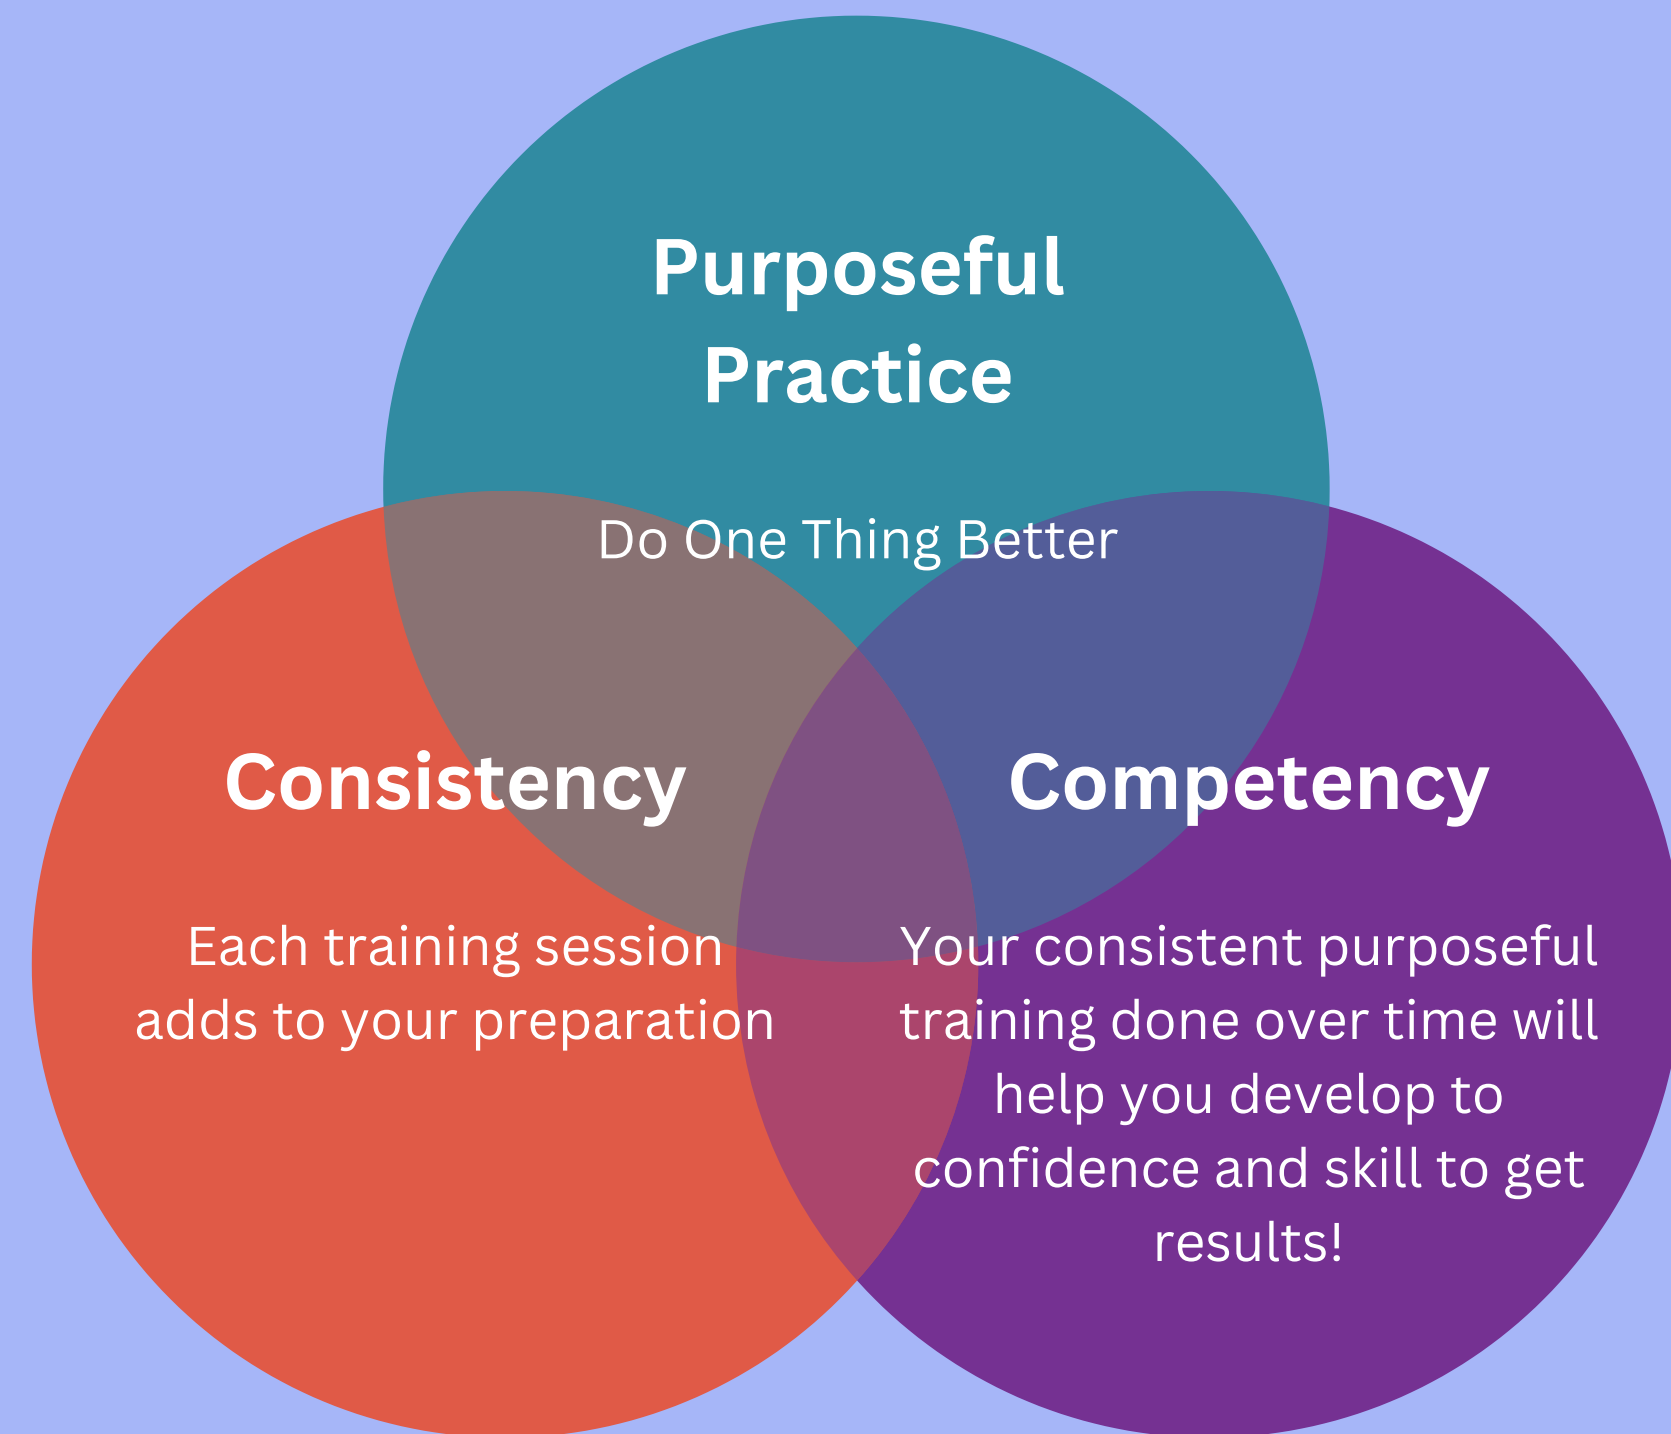 Purposeful
Practice
Do One Thing Better
Consistency
Each training session
adds to your preparation
Competency
Your consistent purposeful
training done over time will
help you develop to
confidence and skill to get
results!